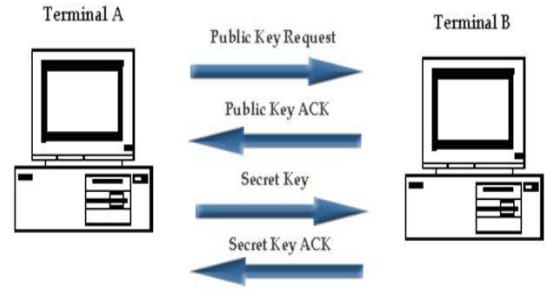 Terminal A
Terminal B
Public Key Request
Public Key ACK
Secret Key
Secret Key ACK